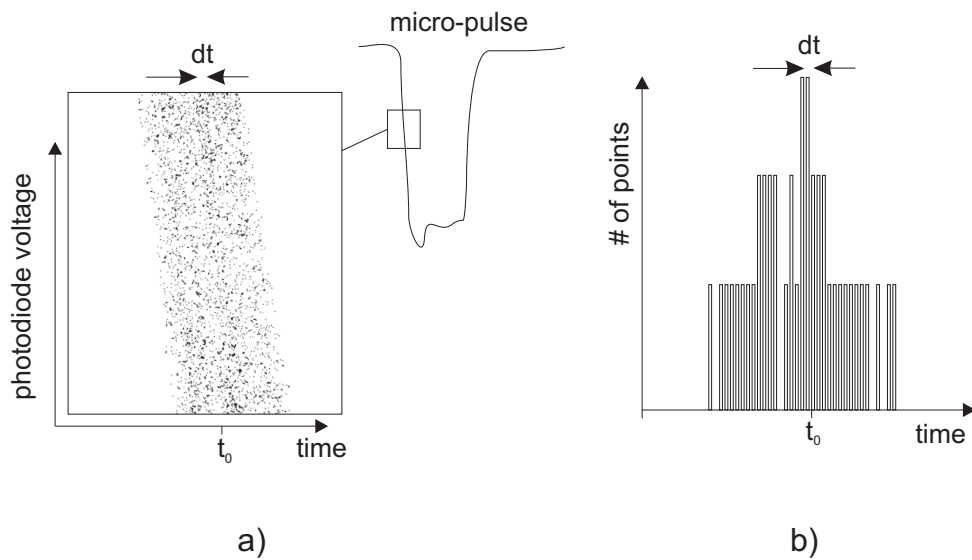 micro-pulse
dt
photodiode voltage
t₀
time
a)
dt
# of points
t₀
time
b)